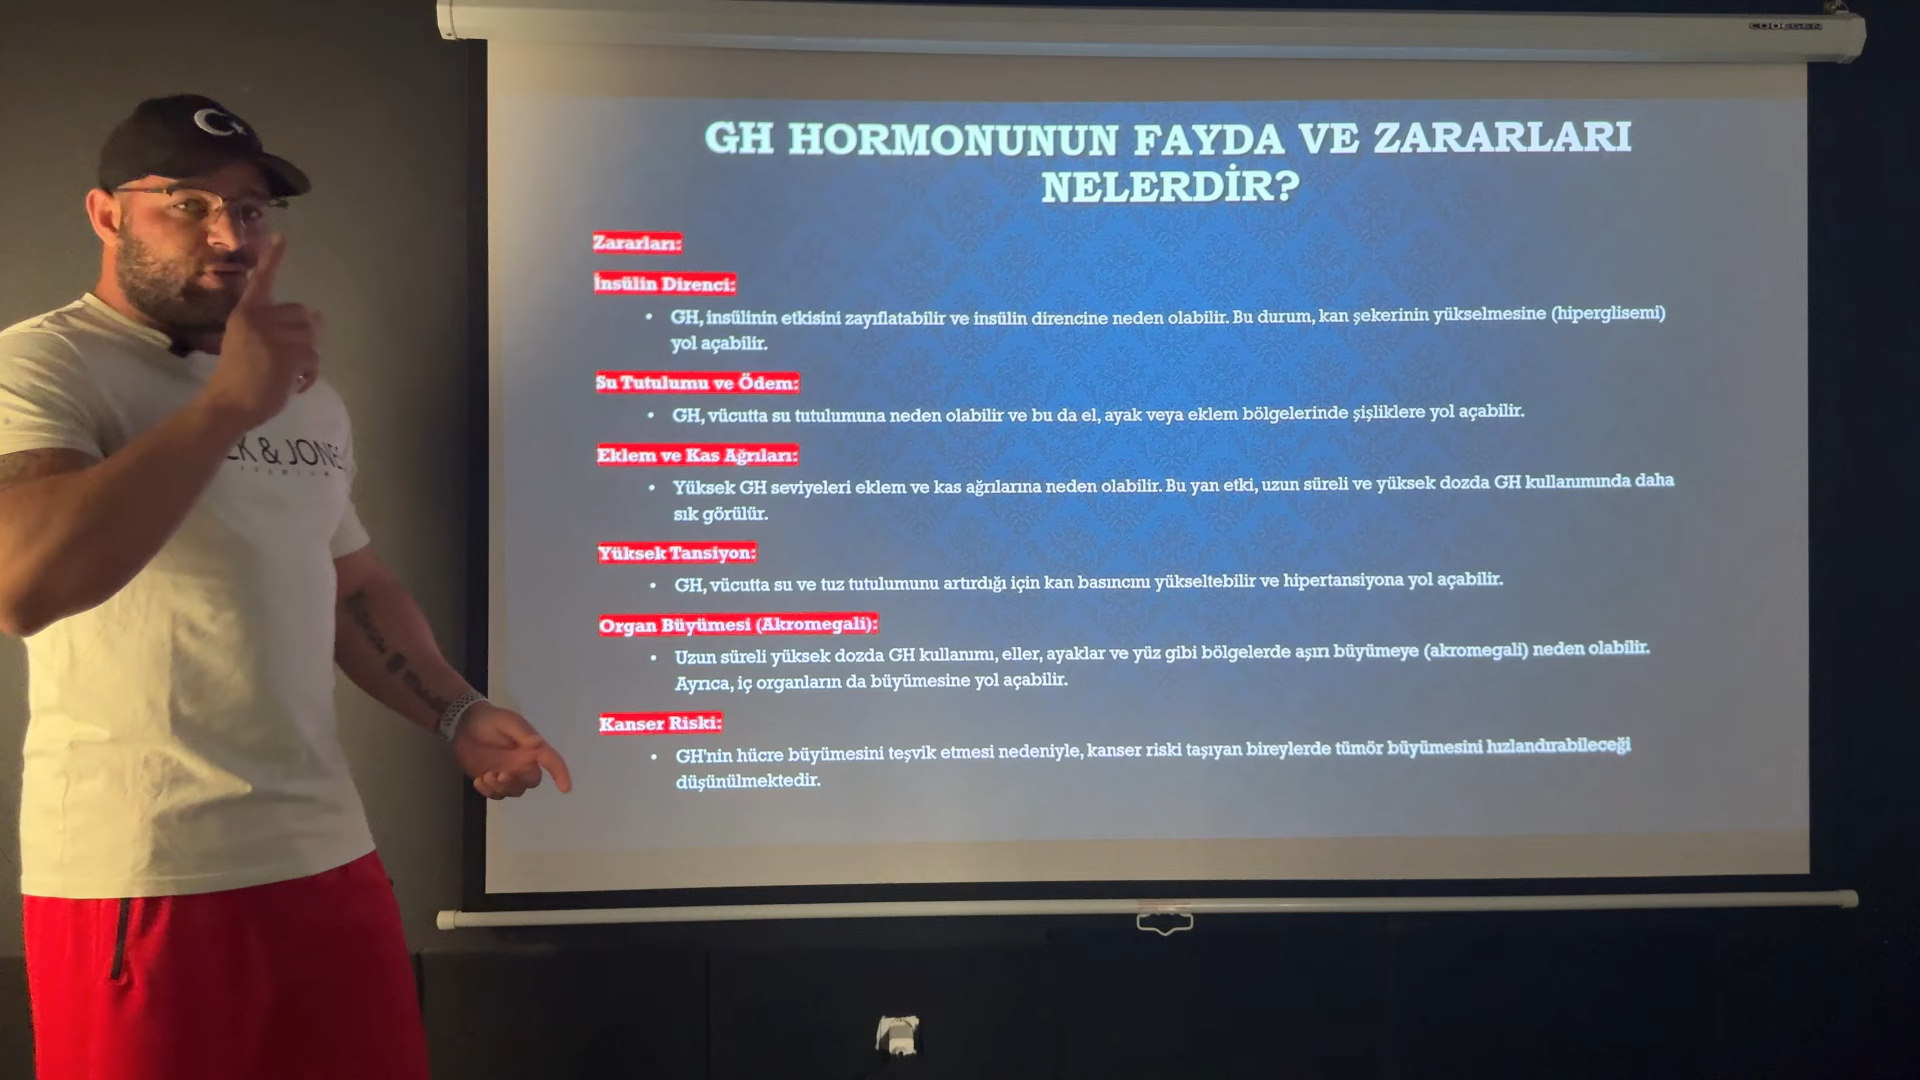 CODEGEN
GH HORMONUNUN FAYDA VE ZARARLARI
NELERDİR?
Zararları:
İnsülin Direnci:
• GH, insülinin etkisini zayıflatabilir ve insülin direncine neden olabilir. Bu durum, kan şekerinin yükselmesine (hiperglisemi)
yol açabilir.
Su Tutulumu ve Ödem:
• GH, vücutta su tutulumuna neden olabilir ve bu da el, ayak veya eklem bölgelerinde şişliklere yol açabilir.
Eklem ve Kas Ağrıları:
• Yüksek GH seviyeleri eklem ve kas ağrılarına neden olabilir. Bu yan etki, uzun süreli ve yüksek dozda GH kullanımında daha
sık görülür.
Yüksek Tansiyon:
• GH, vücutta su ve tuz tutulumunu artırdığı için kan basıncını yükseltebilir ve hipertansiyona yol açabilir.
Organ Büyümesi (Akromegali):
• Uzun süreli yüksek dozda GH kullanımı, eller, ayaklar ve yüz gibi bölgelerde aşırı büyümeye (akromegali) neden olabilir.
Ayrıca, iç organların da büyümesine yol açabilir.
Kanser Riski:
• GH'nin hücre büyümesini teşvik etmesi nedeniyle, kanser riski taşıyan bireylerde tümör büyümesini hızlandırabileceği
düşünülmektedir.
CK & JONE